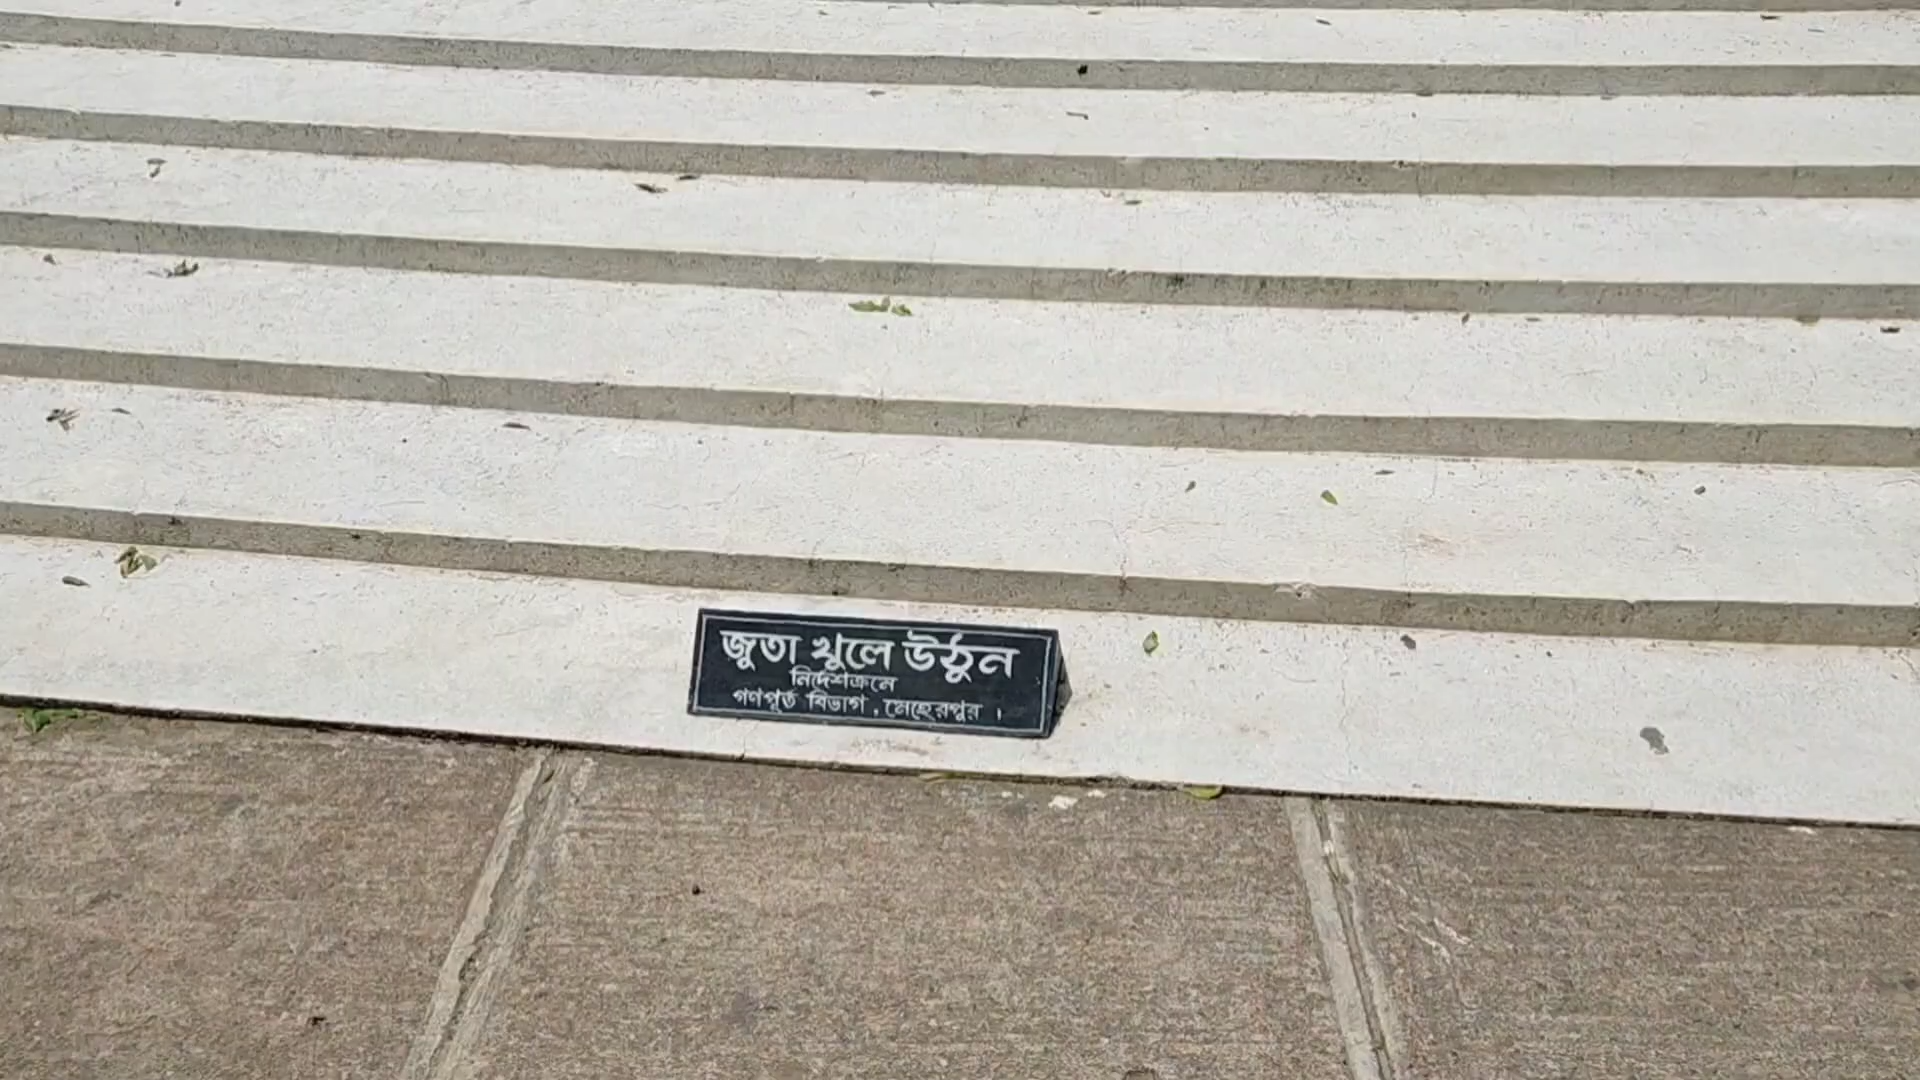 জুতা খুলে উঠুন
নির্দেশক্রমে
গণপূর্ত বিভাগ, মেহেরপুর ।